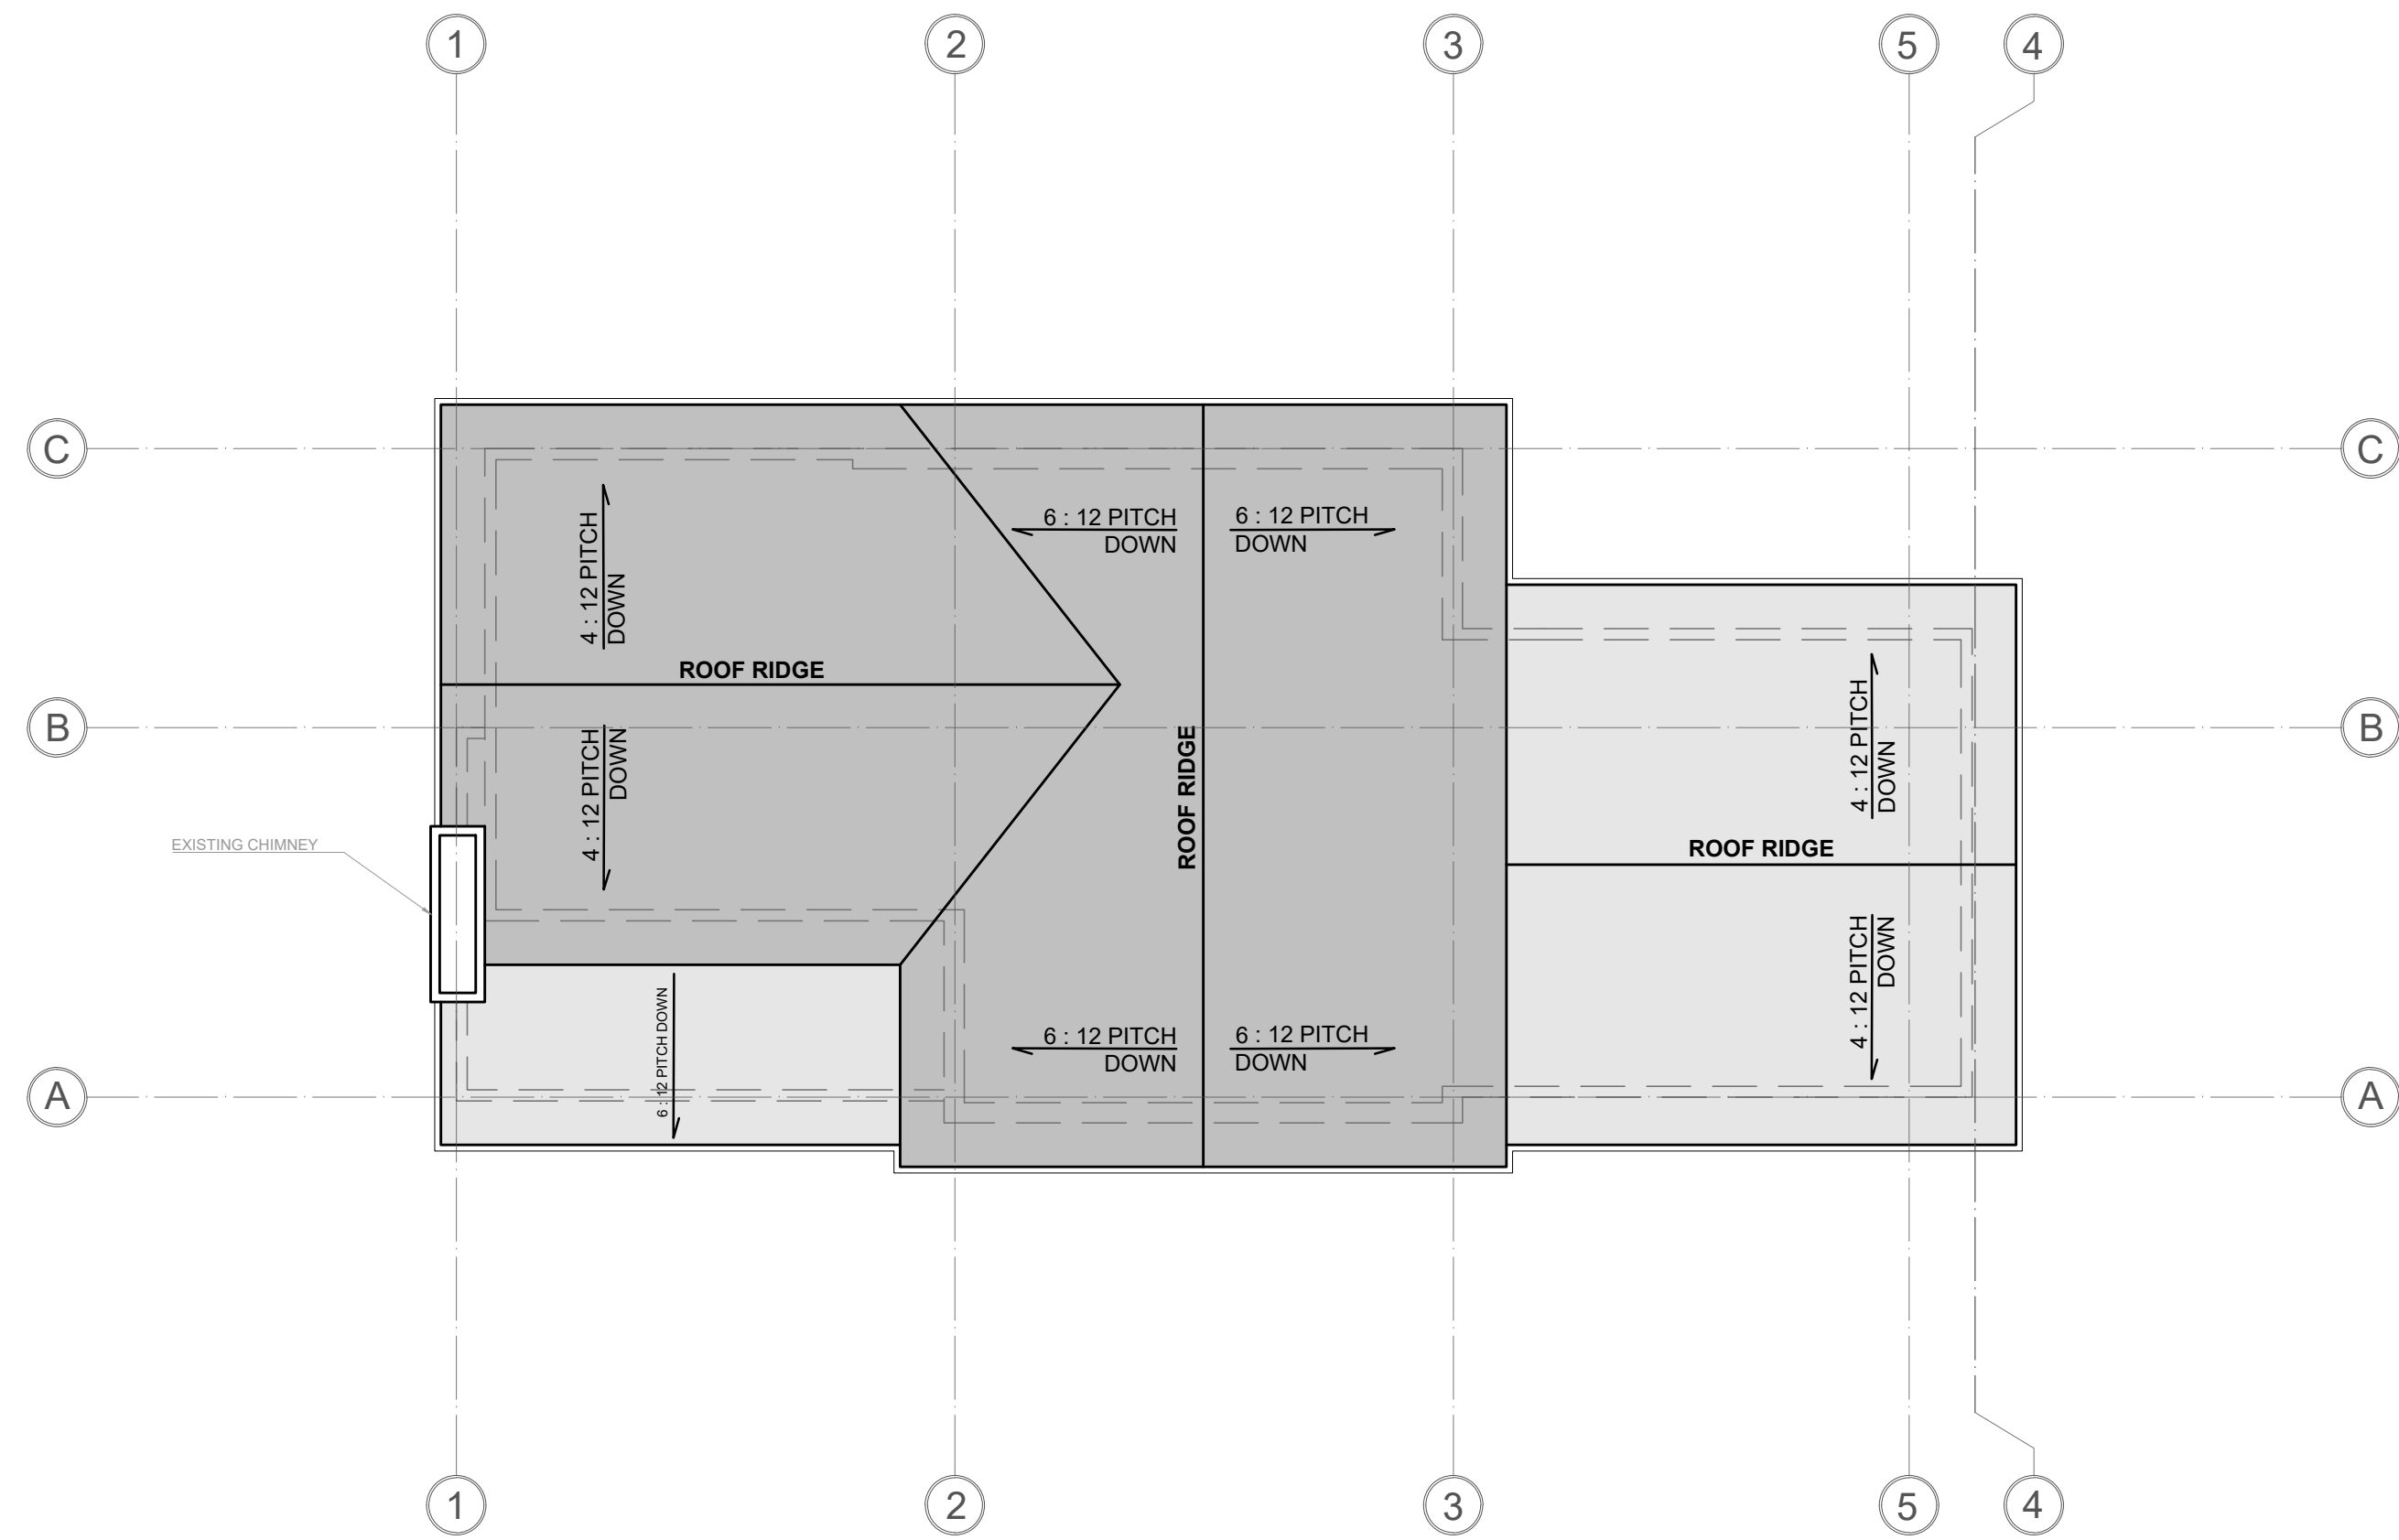 1
2
3
5
4
C
C
6 : 12 PITCH
DOWN
6 : 12 PITCH
DOWN
4 : 12 PITCH
DOWN
ROOF RIDGE
4 : 12 PITCH
DOWN
B
B
4 : 12 PITCH
DOWN
ROOF RIDGE
EXISTING CHIMNEY
ROOF RIDGE
4 : 12 PITCH
DOWN
6 : 12 PITCH DOWN
6 : 12 PITCH
DOWN
6 : 12 PITCH
DOWN
A
A
1
2
3
5
4